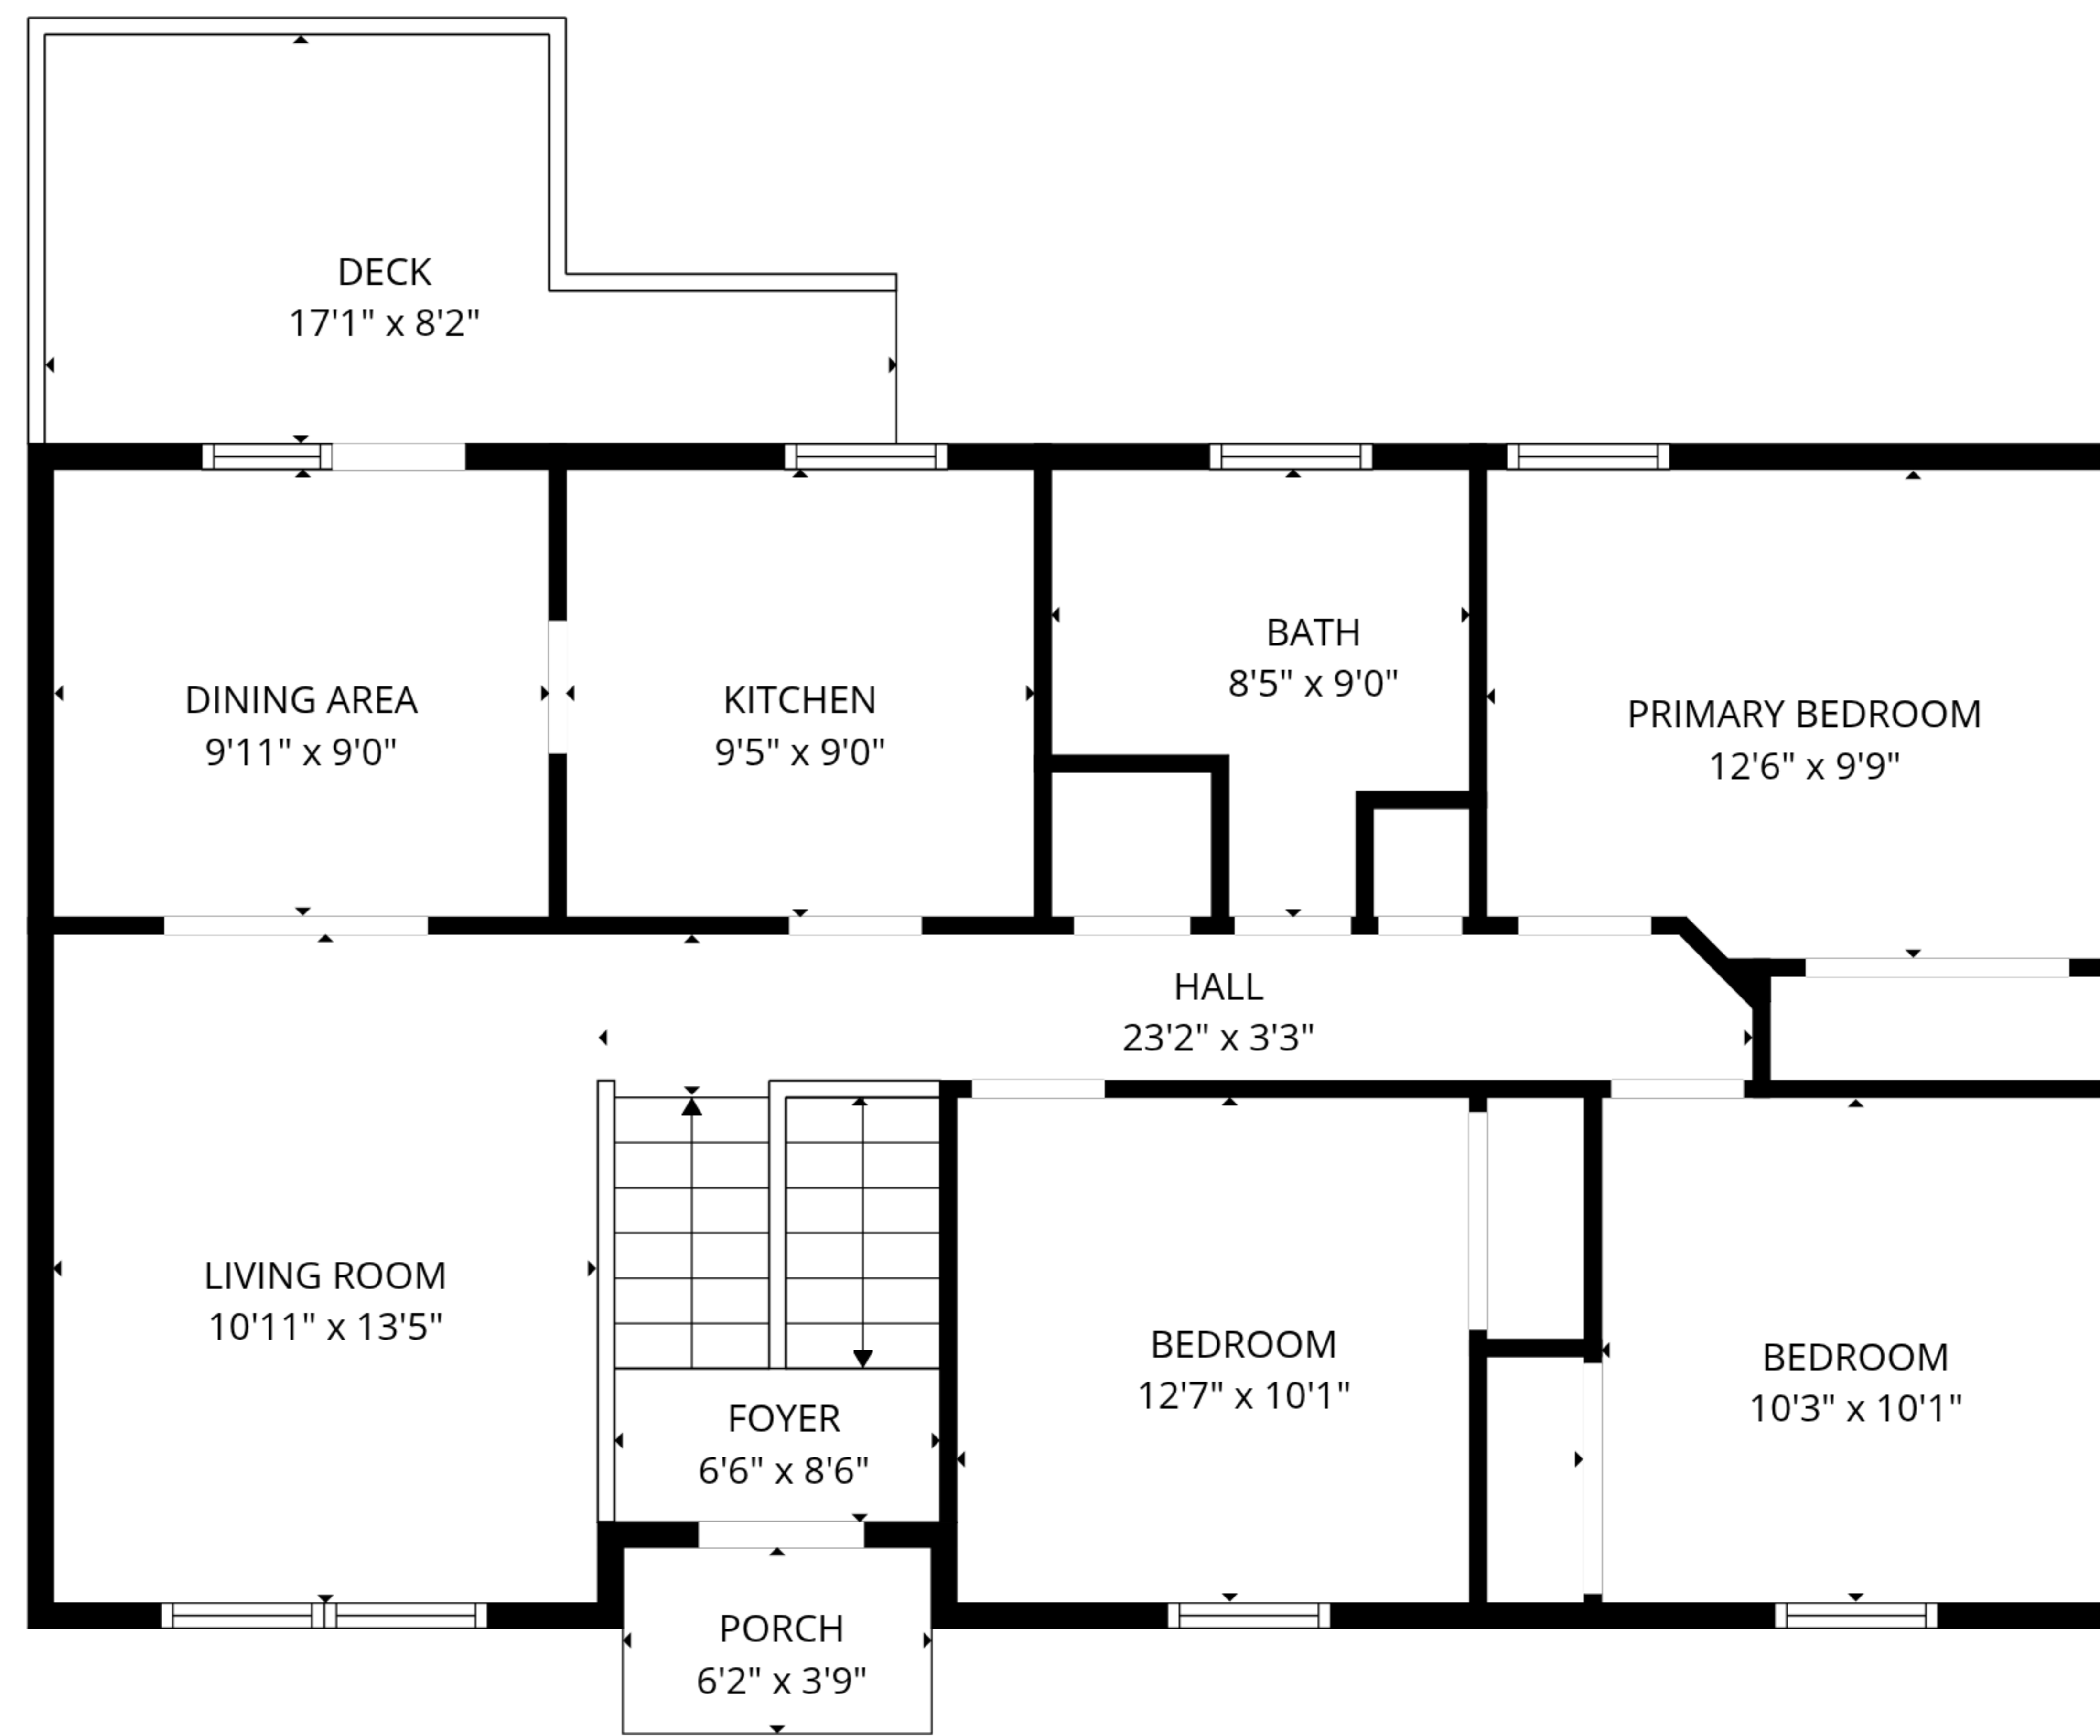 DECK
17'1" x 8'2"
DINING AREA
9'11" x 9'0"
KITCHEN
9'5" x 9'0"
BATH
8'5" x 9'0"
PRIMARY BEDROOM
12'6" x 9'9"
HALL
23'2" x 3'3"
LIVING ROOM
10'11" x 13'5"
FOYER
6'6" x 8'6"
BEDROOM
12'7" x 10'1"
BEDROOM
10'3" x 10'1"
PORCH
6'2" x 3'9"